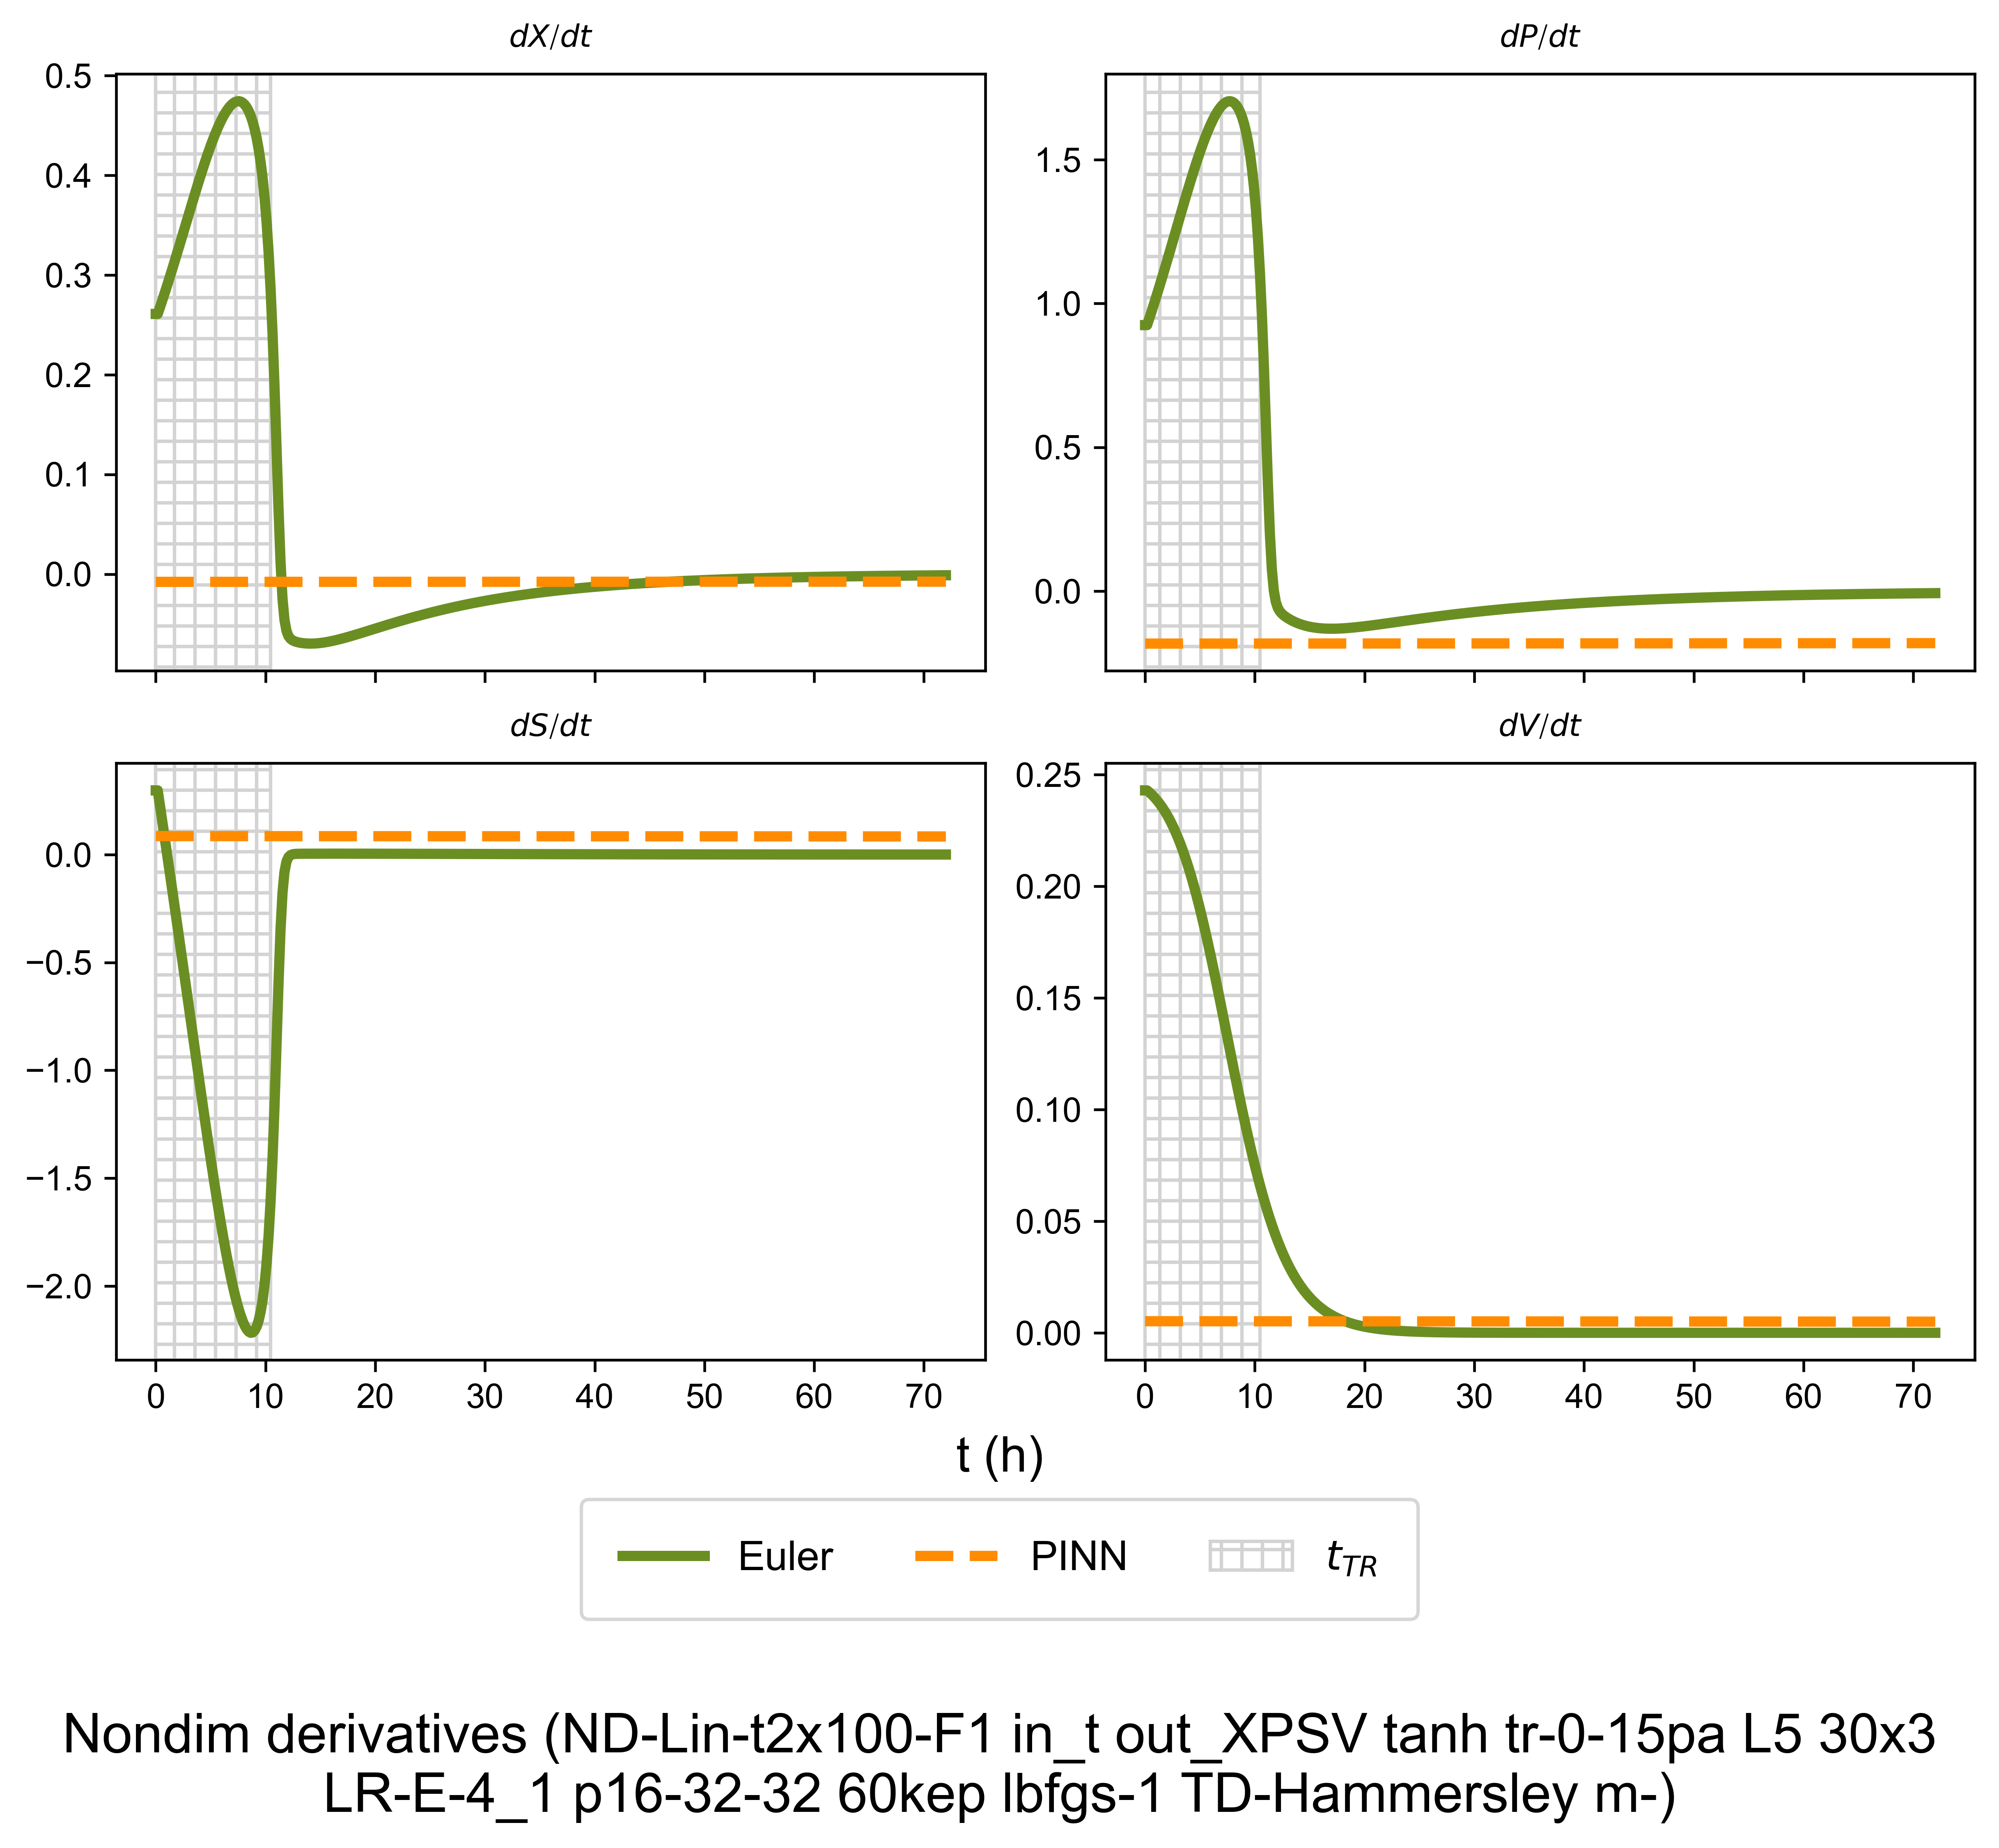 dX/dt
dP/dt
0.5
0.4
0.3
0.2
0.1
0.0
1.5
1.0
0.5
0.0
dS/dt
dV/dt
0.0
−0.5
−1.0
−1.5
−2.0
0.25
0.20
0.15
0.10
0.05
0.00
0 10 20 30 40 50 60 70
0 10 20 30 40 50 60 70
t (h)
Euler PINN t_TR
Nondim derivatives (ND-Lin-t2x100-F1 in_t out_XPSV tanh tr-0-15pa L5 30x3
LR-E-4_1 p16-32-32 60kep lbfgs-1 TD-Hammersley m-)